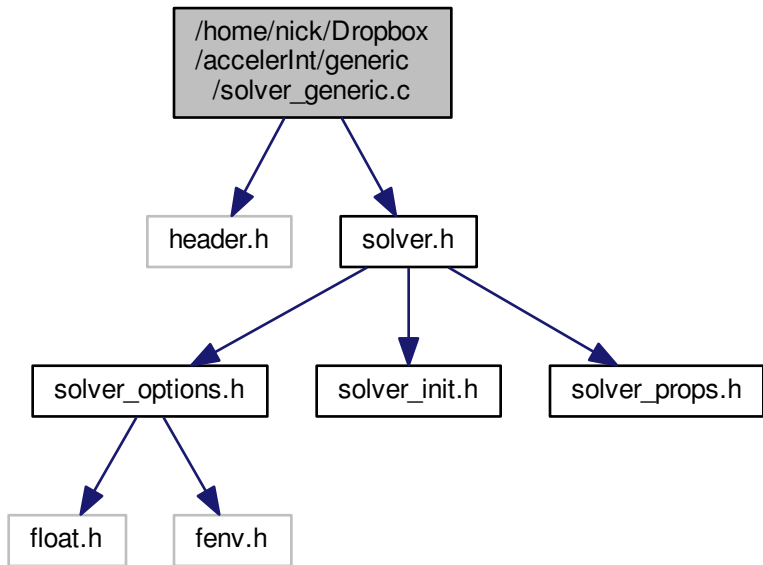 /home/nick/Dropbox
/accelerInt/generic
/solver_generic.c
header.h
solver.h
solver_options.h
solver_init.h
solver_props.h
float.h
fenv.h